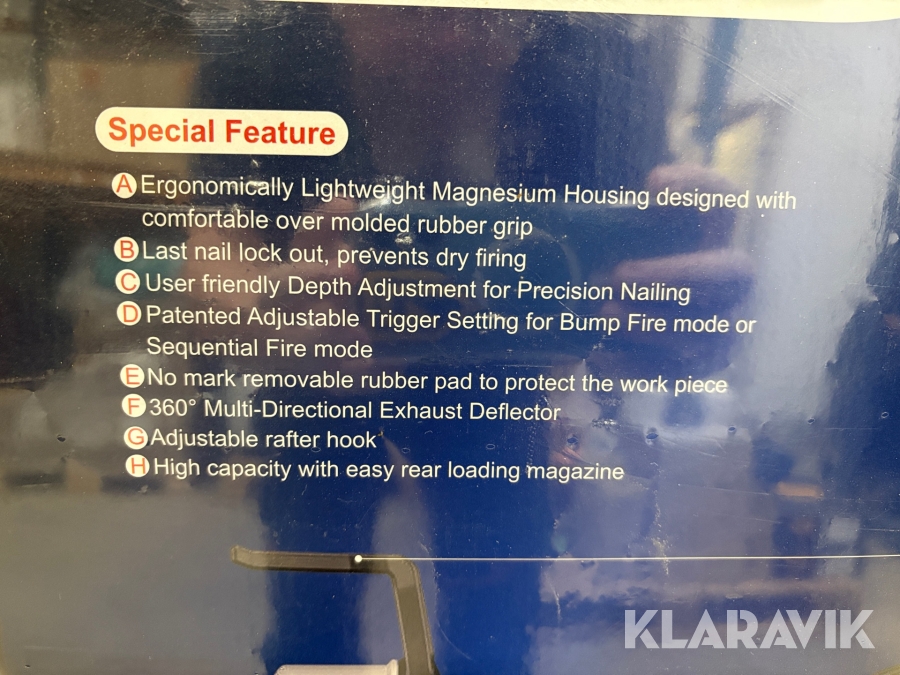 Special Feature
A Ergonomically Lightweight Magnesium Housing designed with
comfortable over molded rubber grip
B Last nail lock out, prevents dry firing
C User friendly Depth Adjustment for Precision Nailing
D Patented Adjustable Trigger Setting for Bump Fire mode or
Sequential Fire mode
E No mark removable rubber pad to protect the work piece
F 360° Multi-Directional Exhaust Deflector
G Adjustable rafter hook
H High capacity with easy rear loading magazine
KLARAVIK